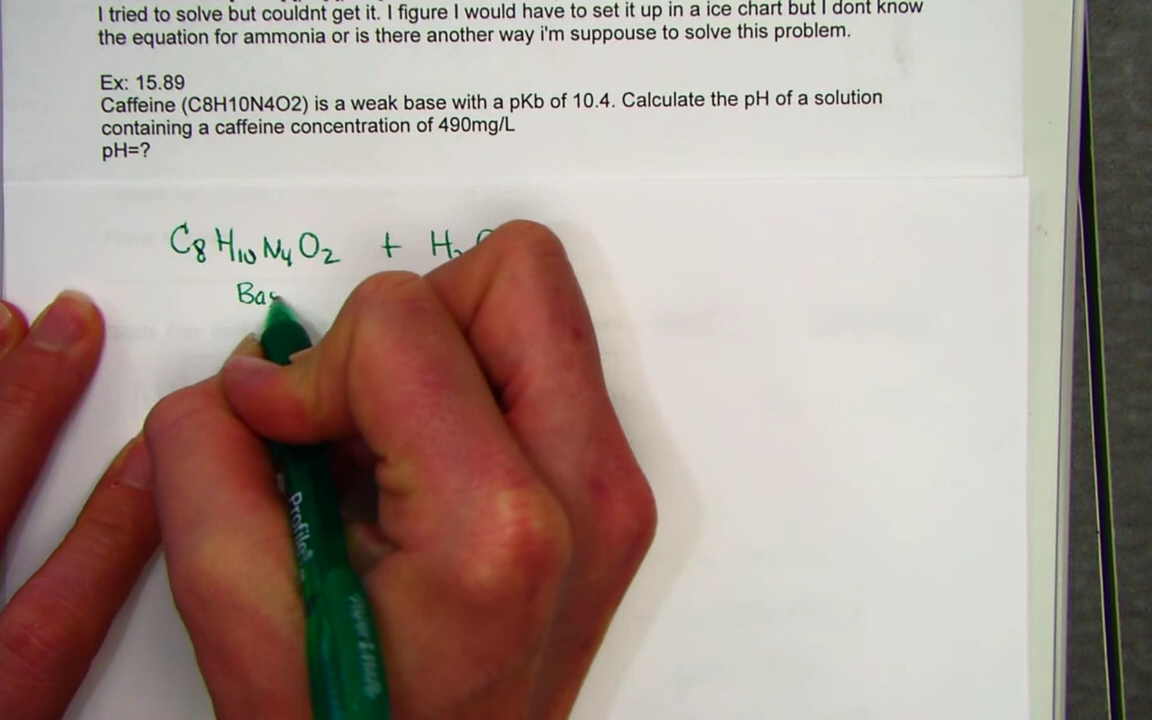 I tried to solve but couldnt get it. I figure I would have to set it up in a ice chart but I dont know
the equation for ammonia or is there another way i'm suppouse to solve this problem.
Ex: 15.89
Caffeine (C8H10N4O2) is a weak base with a pKb of 10.4. Calculate the pH of a solution
containing a caffeine concentration of 490mg/L
pH=?
C8H10N4O2 + H2
Bas
Profile